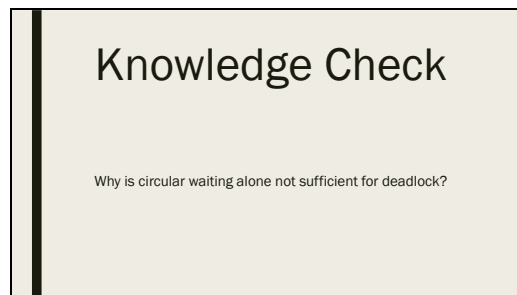 Knowledge Check
Why is circular waiting alone not sufficient for deadlock?